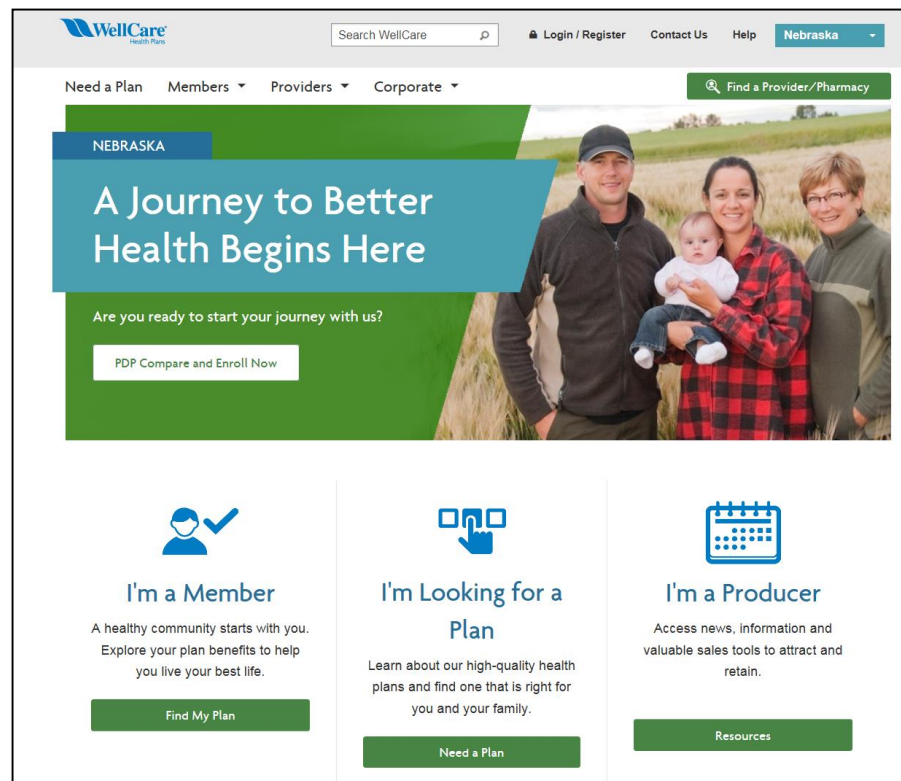 WellCare
Health Plans
Search WellCare
Login / Register
Contact Us
Help
Nebraska
Need a Plan
Members
Providers
Corporate
Find a Provider/Pharmacy
NEBRASKA
A Journey to Better
Health Begins Here
Are you ready to start your journey with us?
PDP Compare and Enroll Now
I'm a Member
A healthy community starts with you.
Explore your plan benefits to help
you live your best life.
Find My Plan
I'm Looking for a
Plan
Learn about our high-quality health
plans and find one that is right for
you and your family.
Need a Plan
I'm a Producer
Access news, information and
valuable sales tools to attract and
retain.
Resources